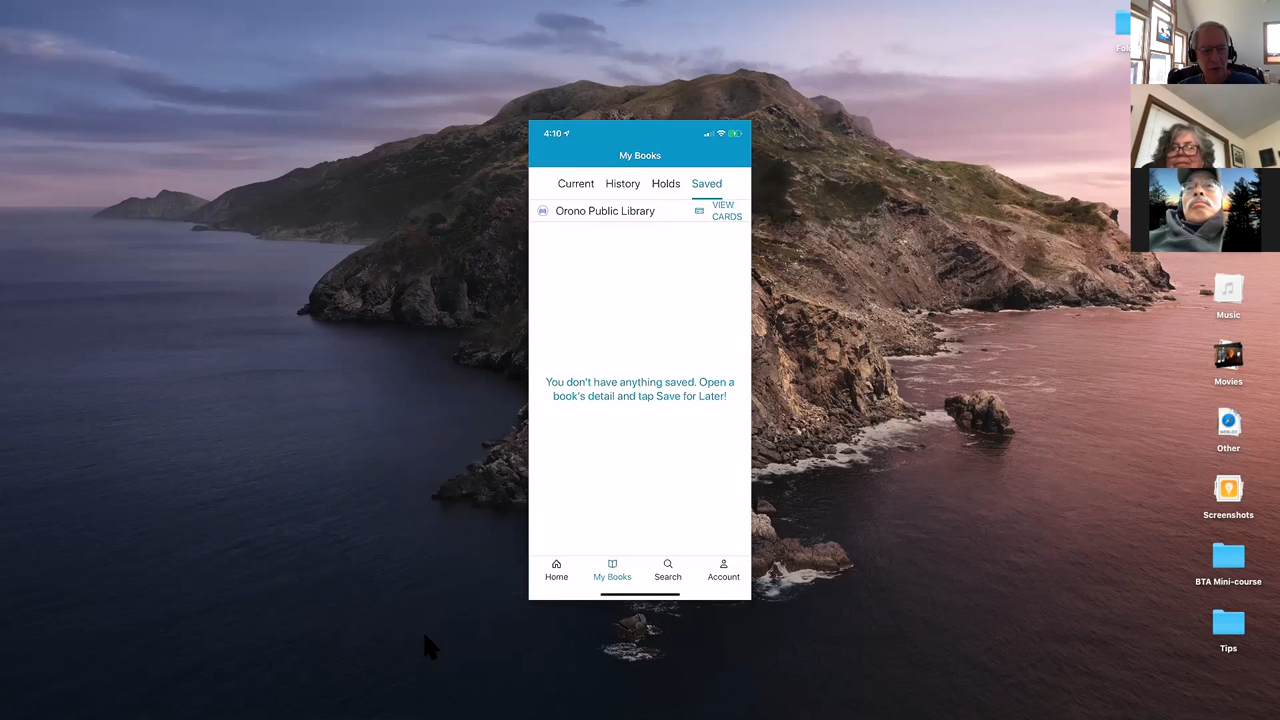 4:10
My Books
Current History Holds Saved
Orono Public Library
VIEW
CARDS
You don't have anything saved. Open a
book's detail and tap Save for Later!
Home My Books Search Account
Music
Movies
Other
Screenshots
BTA Mini-course
Tips